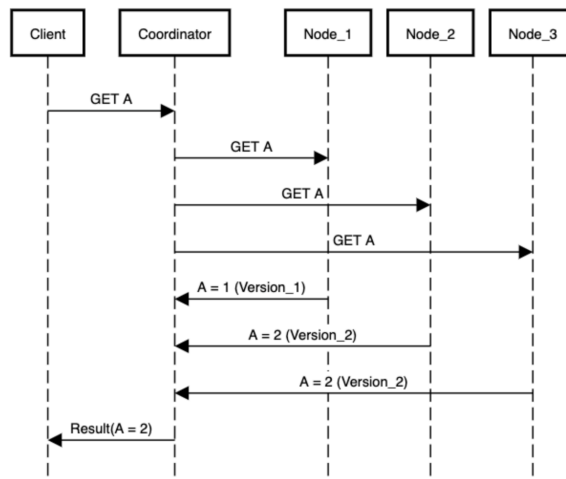 Client
Coordinator
Node_1
Node_2
Node_3
GET A
GET A
GET A
GET A
A = 1 (Version_1)
A = 2 (Version_2)
A = 2 (Version_2)
Result(A = 2)